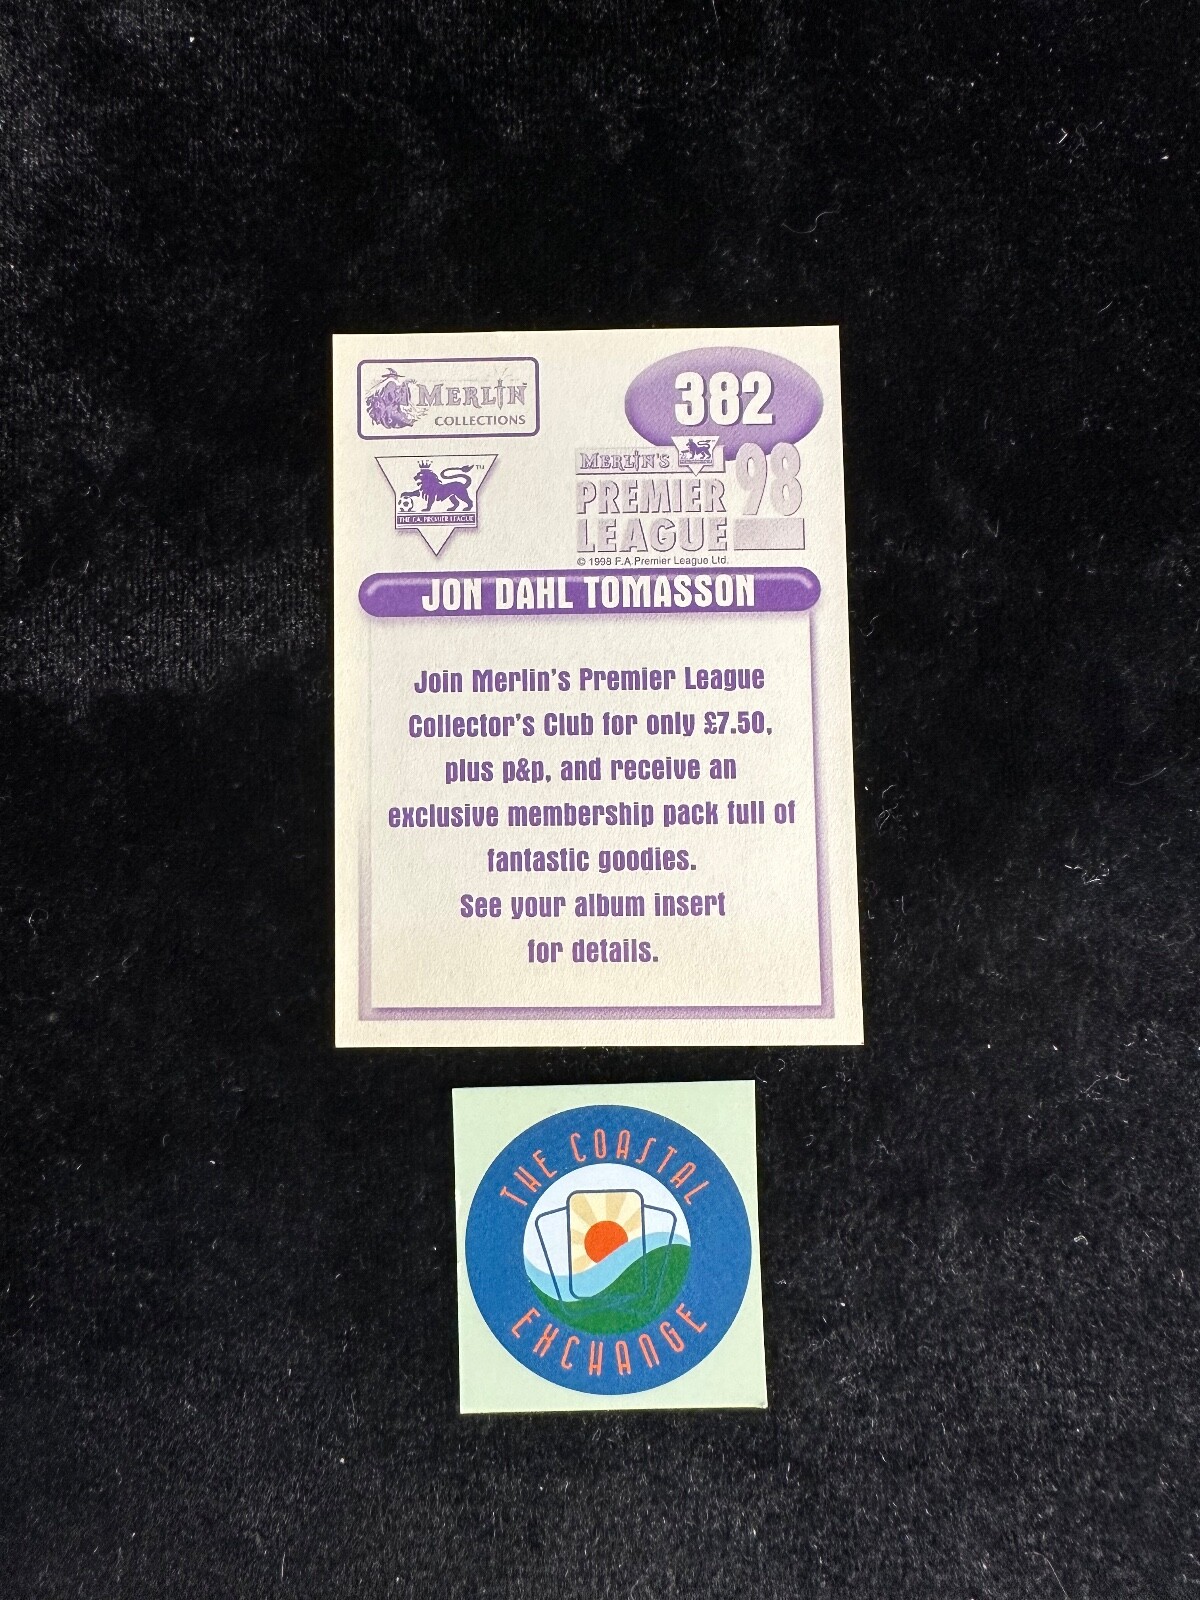 MERLIN™
COLLECTIONS
382
™
THE F.A. PREMIER LEAGUE
MERLIN'S
PREMIER
LEAGUE
98
© 1998 F.A. Premier League Ltd.
JON DAHL TOMASSON
Join Merlin's Premier League
Collector's Club for only £7.50,
plus p&p, and receive an
exclusive membership pack full of
fantastic goodies.
See your album insert
for details.
THE COASTAL
EXCHANGE